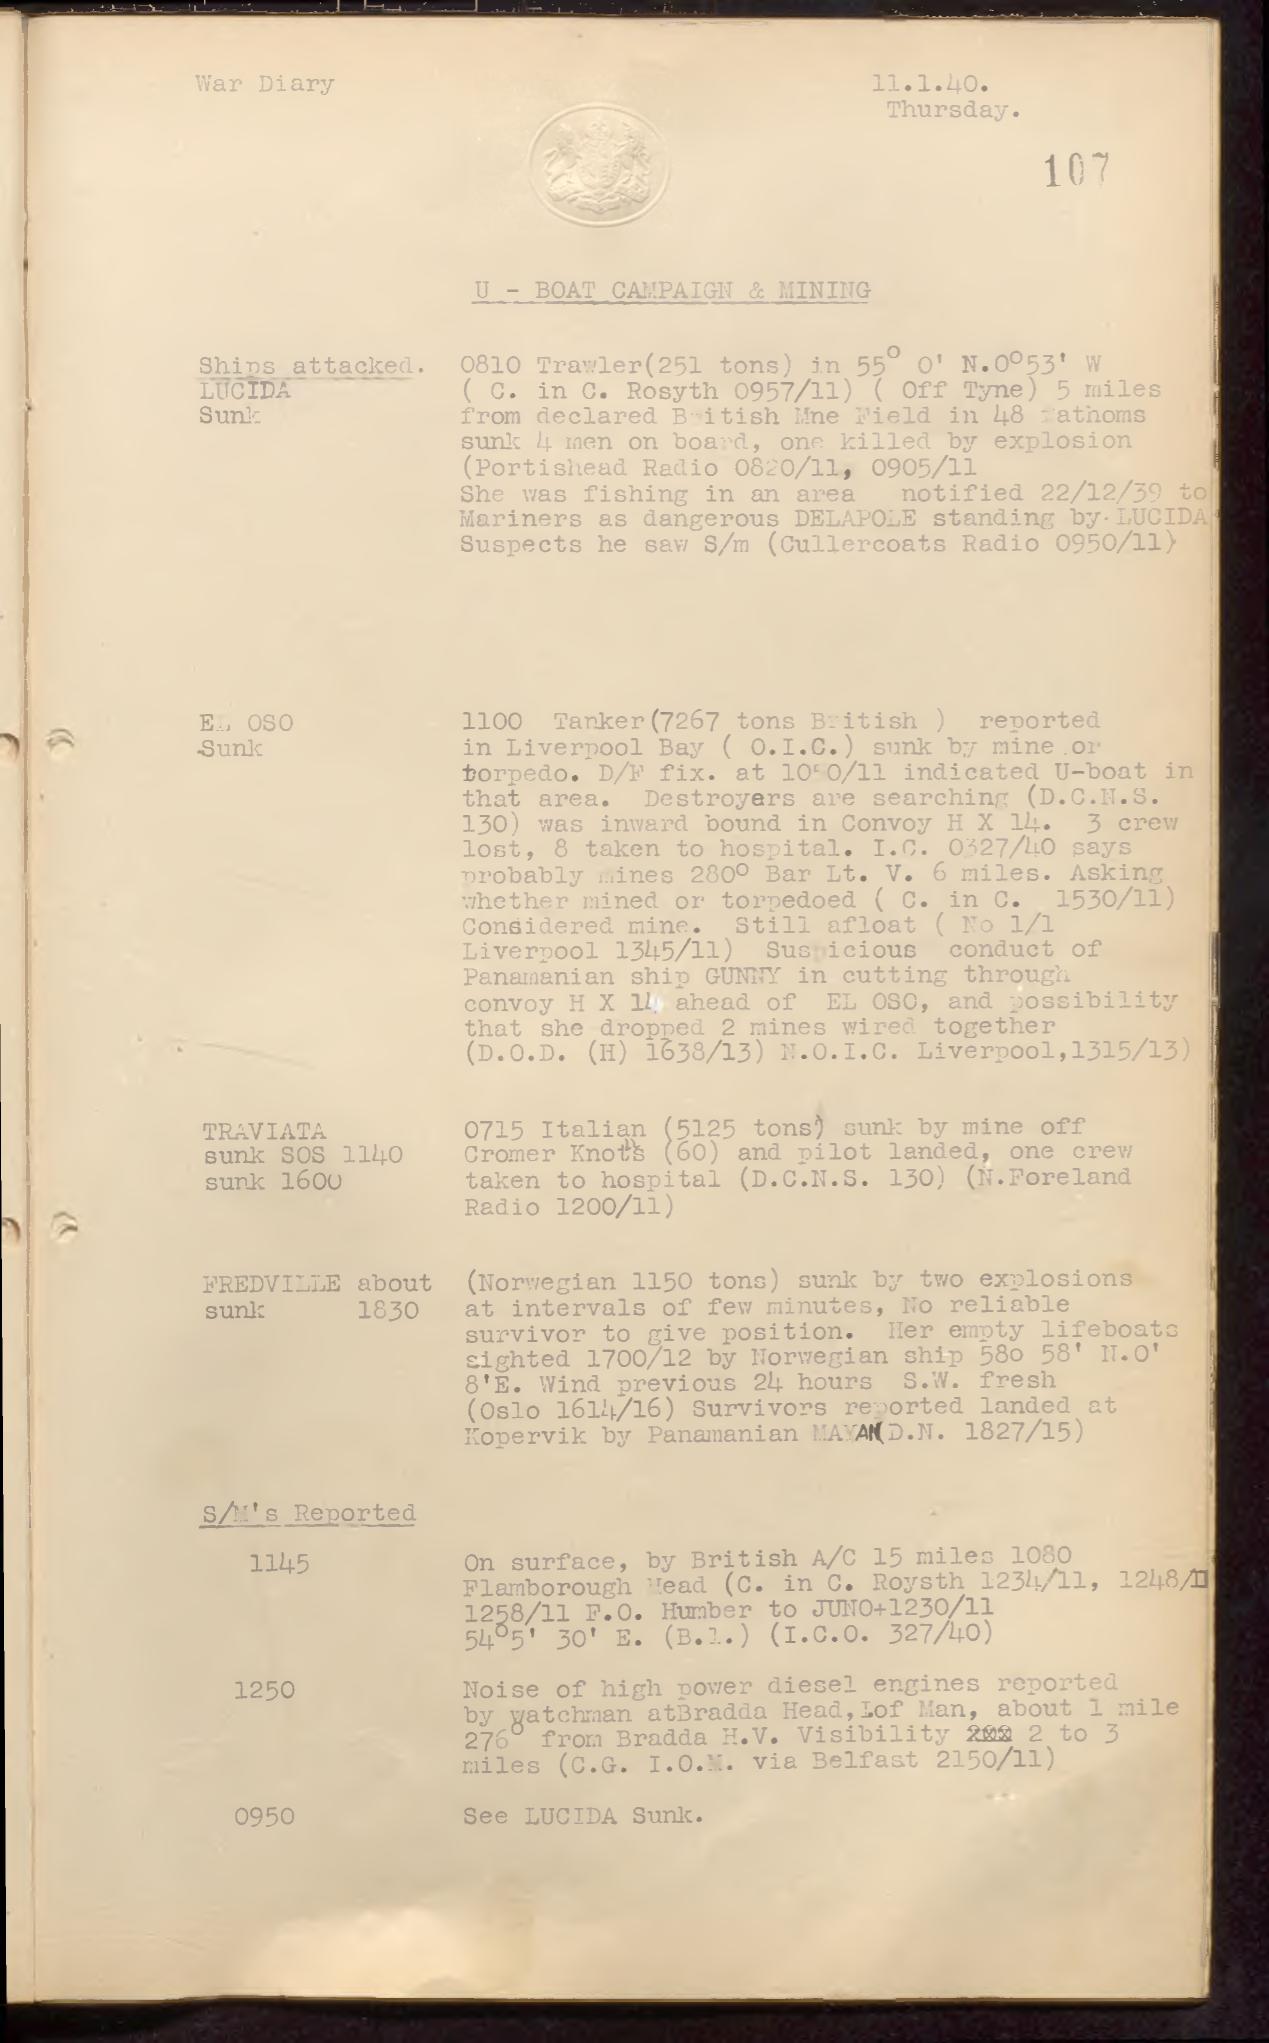 War Diary
11.1.40.
Thursday.
107
U - BOAT CAMPAIGN & MINING
Ships attacked. 0810 Trawler(251 tons) in 55° 0' N.0°53' W
LUCIDA ( C. in C. Rosyth 0957/11) ( Off Tyne) 5 miles
Sunk from declared British Mne Field in 48 fathoms
sunk 4 men on board, one killed by explosion
(Portishead Radio 0820/11, 0905/11
She was fishing in an area notified 22/12/39 to
Mariners as dangerous DELAPOLE standing by. LUCIDA
Suspects he saw S/m (Cullercoats Radio 0950/11)
EL OSO 1100 Tanker(7267 tons British ) reported
Sunk in Liverpool Bay ( O.I.C.) sunk by mine or
torpedo. D/F fix. at /11 indicated U-boat in
that area. Destroyers are searching (D.C.N.S.
130) was inward bound in Convoy H X 14. 3 crew
lost, 8 taken to hospital. I.C. 0327/40 says
probably mines 280° Bar Lt. V. 6 miles. Asking
whether mined or torpedoed ( C. in C. 1530/11)
Considered mine. Still afloat ( No 1/1
Liverpool 1345/11) Suspicious conduct of
Panamanian ship GUNNY in cutting through
convoy H X 14 ahead of EL OSO, and possibility
that she dropped 2 mines wired together
(D.O.D. (H) 1638/13) N.O.I.C. Liverpool,1315/13)
TRAVIATA 0715 Italian (5125 tons) sunk by mine off
sunk SOS 1140 Cromer Knots (60) and pilot landed, one crew
sunk 1600 taken to hospital (D.C.N.S. 130) (N.Foreland
Radio 1200/11)
FREDVILLE about (Norwegian 1150 tons) sunk by two explosions
sunk 1830 at intervals of few minutes, No reliable
survivor to give position. Her empty lifeboats
sighted 1700/12 by Norwegian ship 58o 58' N.O'
8'E. Wind previous 24 hours S.W. fresh
(Oslo 1614/16) Survivors reported landed at
Kopervik by Panamanian MAYAN(D.N. 1827/15)
S/M's Reported
1145 On surface, by British A/C 15 miles 1080
Flamborough Head (C. in C. Roysth 1234/11, 1248/11
1258/11 F.O. Humber to JUNO+1230/11
54°5' 30' E. (B.1.) (I.C.O. 327/40)
1250 Noise of high power diesel engines reported
by watchman atBradda Head,Iof Man, about 1 mile
276° from Bradda H.V. Visibility 2 to 3
miles (C.G. I.O.M. via Belfast 2150/11)
0950 See LUCIDA Sunk.